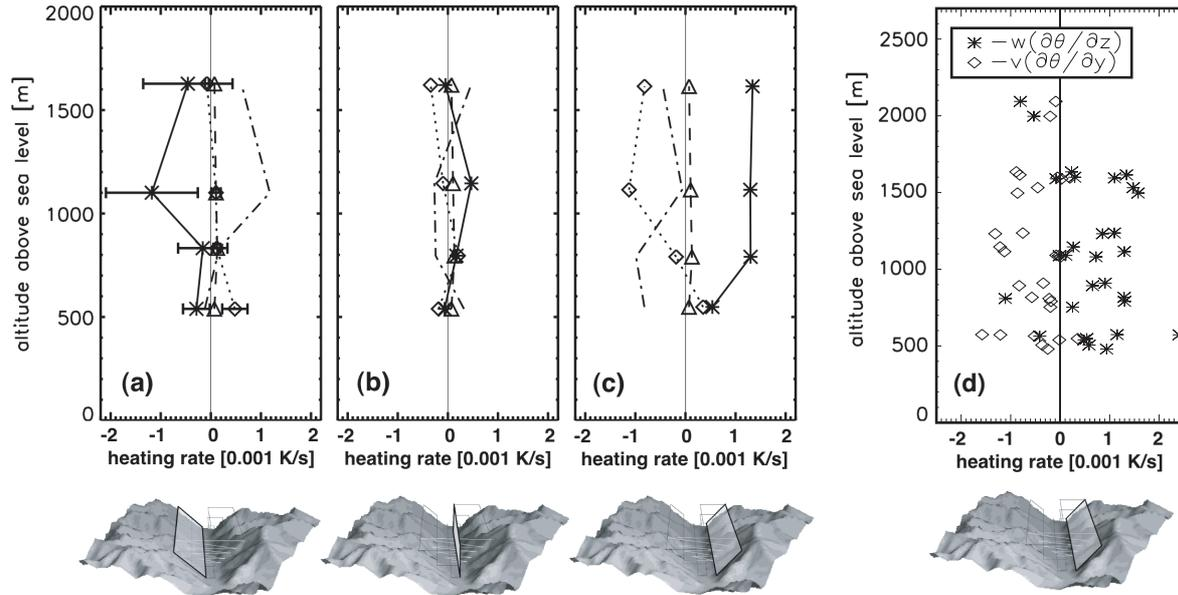 2000
1500
1000
500
0
altitude above sea level [m]
(a)
-2 -1 0 1 2
heating rate [0.001 K/s]
(b)
-2 -1 0 1 2
heating rate [0.001 K/s]
(c)
-2 -1 0 1 2
heating rate [0.001 K/s]
2500
2000
1500
1000
500
0
altitude above sea level [m]
−w(∂θ/∂z)
−v(∂θ/∂y)
(d)
-2 -1 0 1 2
heating rate [0.001 K/s]